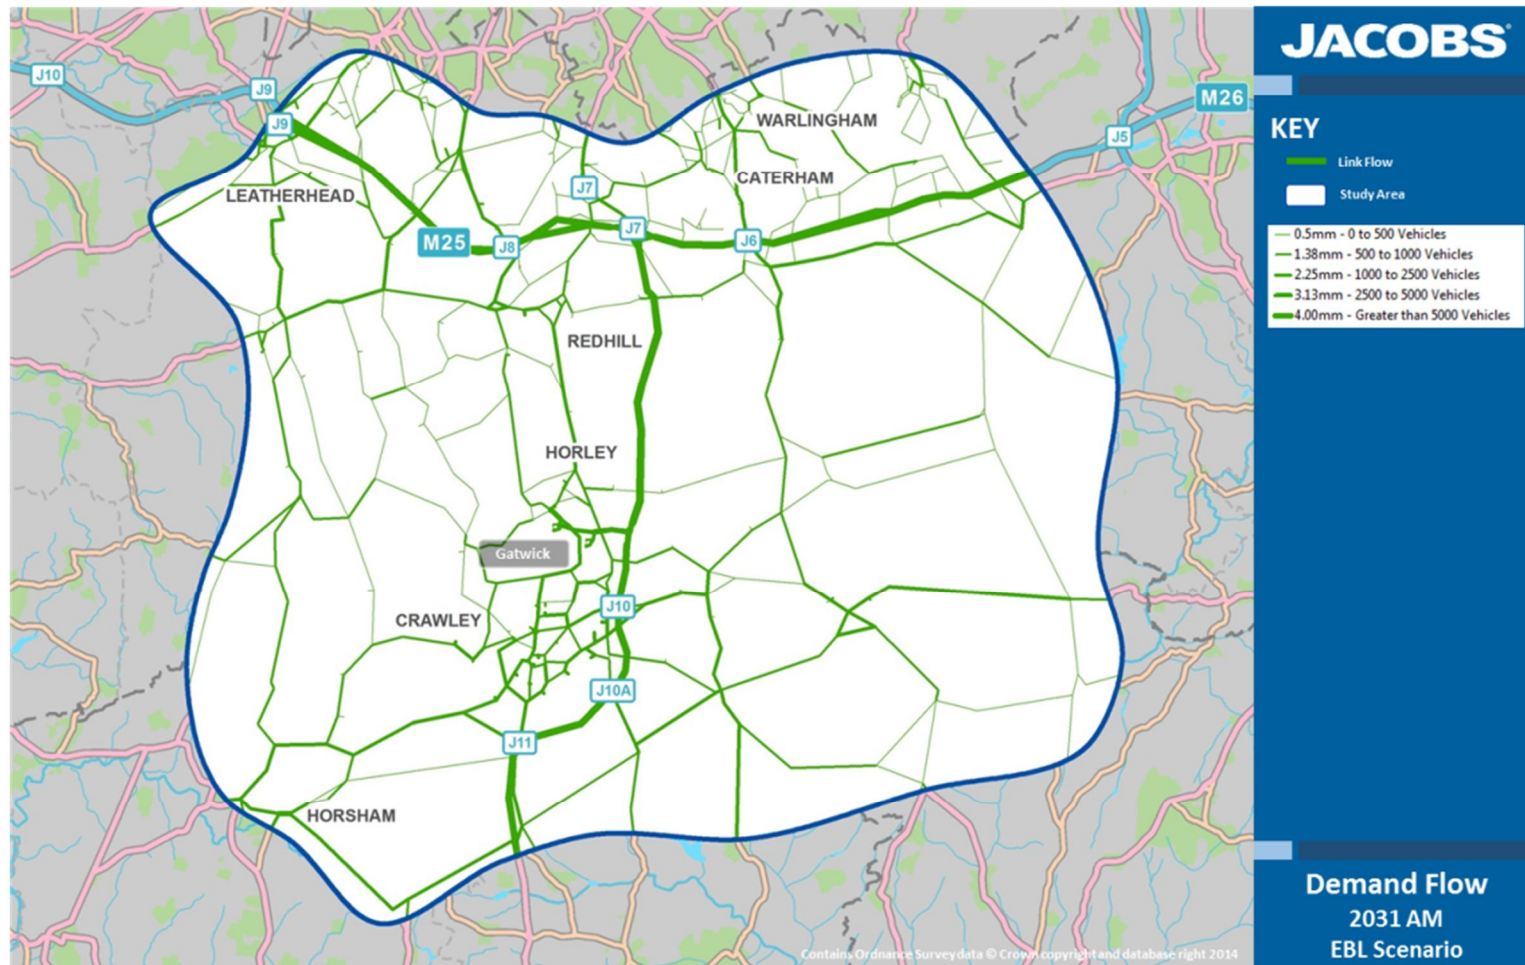 JACOBS
KEY
Link Flow
Study Area
0.5mm - 0 to 500 Vehicles
1.38mm - 500 to 1000 Vehicles
2.25mm - 1000 to 2500 Vehicles
3.13mm - 2500 to 5000 Vehicles
4.00mm - Greater than 5000 Vehicles
J10
J9
J9
M26
J5
WARLINGHAM
CATERHAM
LEATHERHEAD
J7
J7
M25
J8
J6
REDHILL
HORLEY
Gatwick
CRAWLEY
J10
J10A
J11
HORSHAM
Demand Flow
2031 AM
EBL Scenario
Contains Ordnance Survey data © Crown copyright and database right 2014